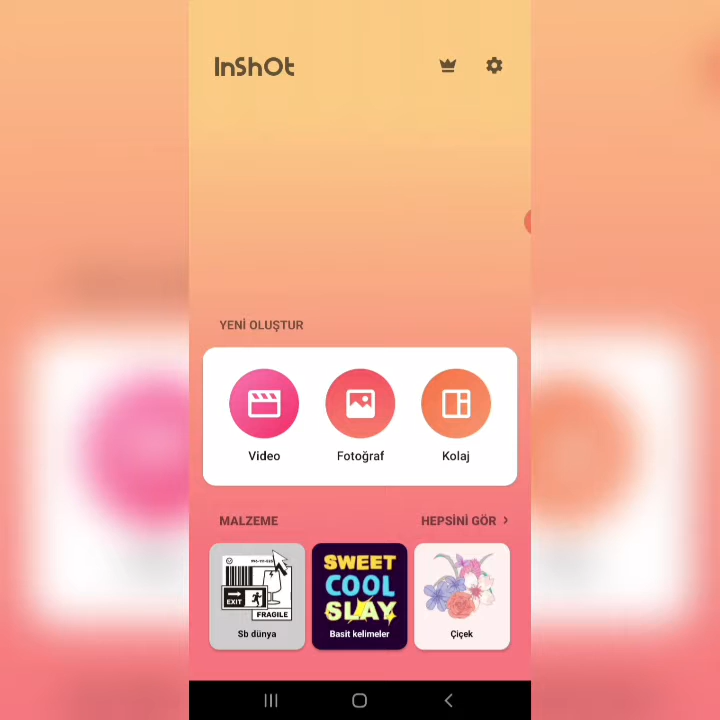 InShOt
YENİ OLUŞTUR
Video
Fotoğraf
Kolaj
MALZEME
HEPSİNİ GÖR
EXIT
FRAGILE
Sb dünya
SWEET
COOL
SLAY
Basit kelimeler
Çiçek